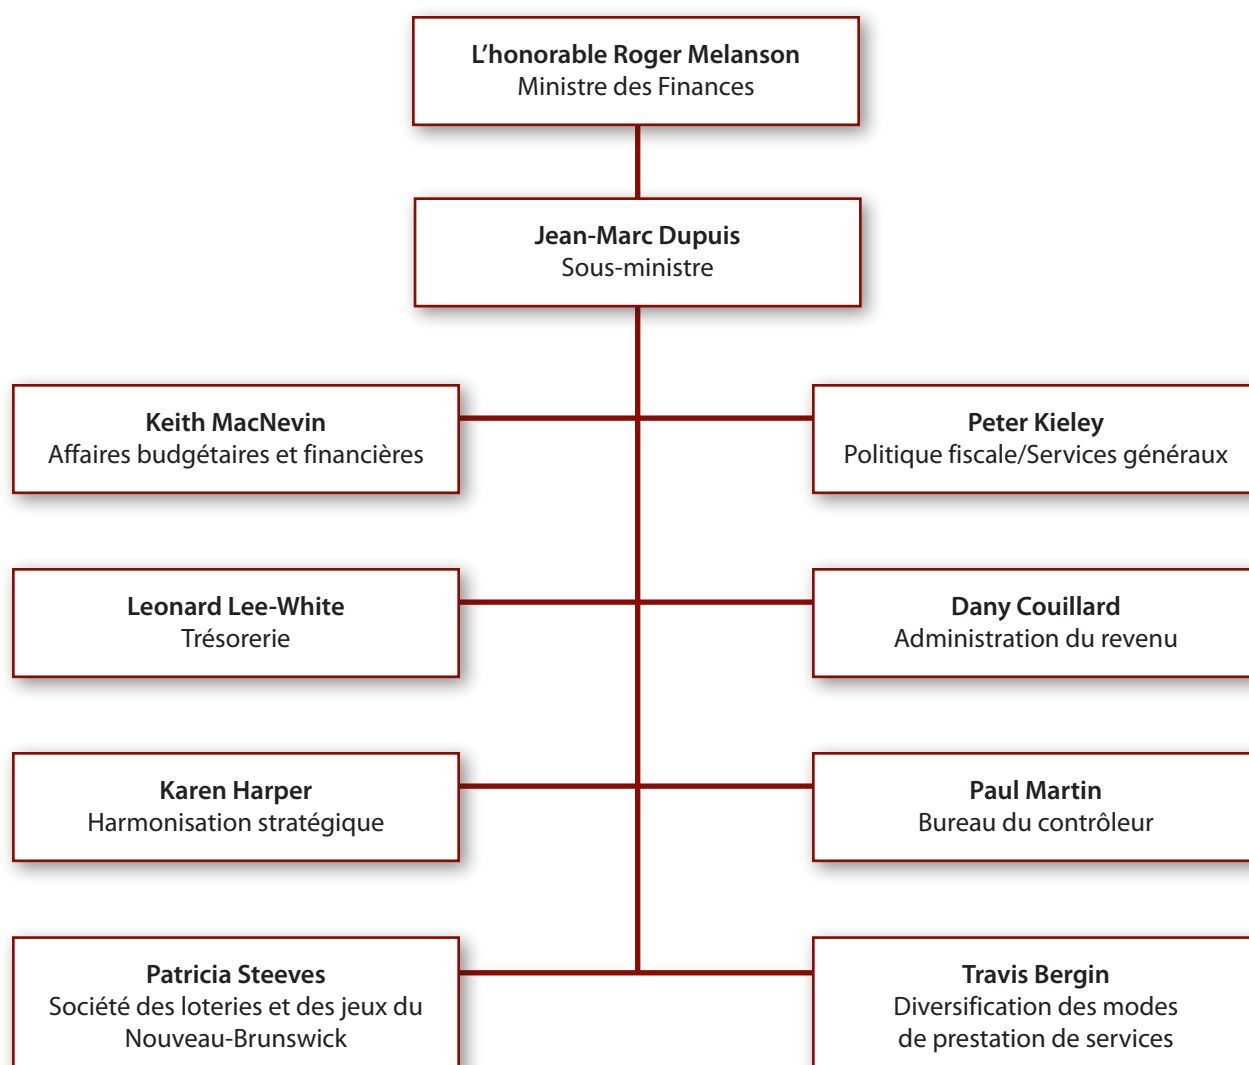 L’honorable Roger Melanson
Ministre des Finances
Jean-Marc Dupuis
Sous-ministre
Keith MacNevin
Affaires budgétaires et financières
Peter Kieley
Politique fiscale/Services généraux
Leonard Lee-White
Trésorerie
Dany Couillard
Administration du revenu
Karen Harper
Harmonisation stratégique
Paul Martin
Bureau du contrôleur
Patricia Steeves
Société des loteries et des jeux du
Nouveau-Brunswick
Travis Bergin
Diversification des modes
de prestation de services